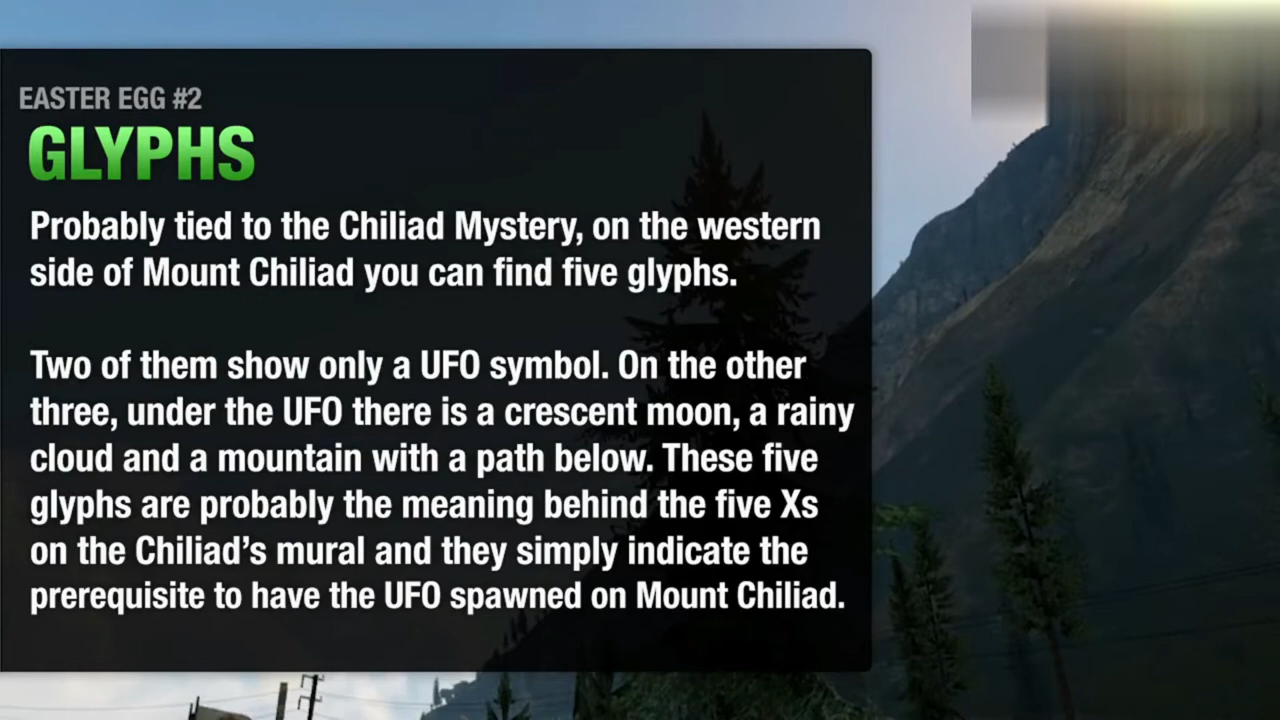 EASTER EGG #2
GLYPHS
Probably tied to the Chiliad Mystery, on the western
side of Mount Chiliad you can find five glyphs.
Two of them show only a UFO symbol. On the other
three, under the UFO there is a crescent moon, a rainy
cloud and a mountain with a path below. These five
glyphs are probably the meaning behind the five Xs
on the Chiliad’s mural and they simply indicate the
prerequisite to have the UFO spawned on Mount Chiliad.